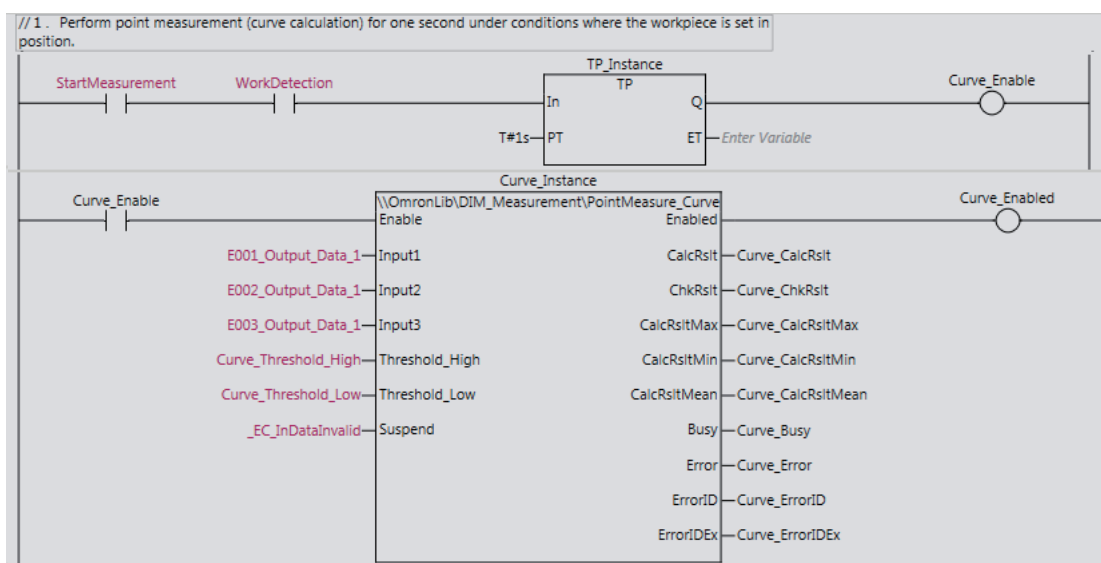 // 1 .   Perform point measurement (curve calculation) for one second under conditions where the workpiece is set in
position.
TP_Instance
StartMeasurement WorkDetection TP Curve_Enable
In Q
T#1s PT ET Enter Variable
Curve_Instance
Curve_Enable \\OmronLib\DIM_Measurement\PointMeasure_Curve Curve_Enabled
Enable Enabled
E001_Output_Data_1 Input1 CalcRslt Curve_CalcRslt
E002_Output_Data_1 Input2 ChkRslt Curve_ChkRslt
E003_Output_Data_1 Input3 CalcRsltMax Curve_CalcRsltMax
Curve_Threshold_High Threshold_High CalcRsltMin Curve_CalcRsltMin
Curve_Threshold_Low Threshold_Low CalcRsltMean Curve_CalcRsltMean
_EC_InDataInvalid Suspend Busy Curve_Busy
Error Curve_Error
ErrorID Curve_ErrorID
ErrorIDEx Curve_ErrorIDEx